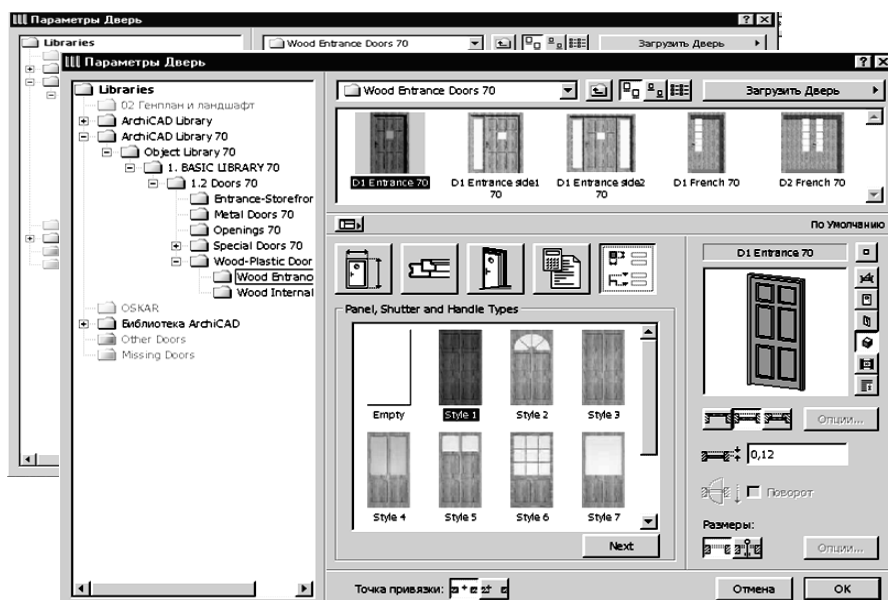 Параметры Дверь
Libraries
Wood Entrance Doors 70
Загрузить Дверь
Параметры Дверь
Libraries
02 Генплан и ландшафт
ArchiCAD Library
ArchiCAD Library 70
Object Library 70
1. BASIC LIBRARY 70
1.2 Doors 70
Entrance-Storefror
Metal Doors 70
Openings 70
Special Doors 70
Wood-Plastic Door
Wood Entranc
Wood Internal
OSKAR
Библиотека ArchiCAD
Other Doors
Missing Doors
Wood Entrance Doors 70
Загрузить Дверь
D1 Entrance 70
D1 Entrance side1 70
D1 Entrance side2 70
D1 French 70
D2 French 70
По Умолчанию
Panel, Shutter and Handle Types
Empty
Style 1
Style 2
Style 3
Style 4
Style 5
Style 6
Style 7
Next
D1 Entrance 70
Опции...
0,12
Поворот
Размеры:
Опции...
Точка привязки:
Отмена
OK